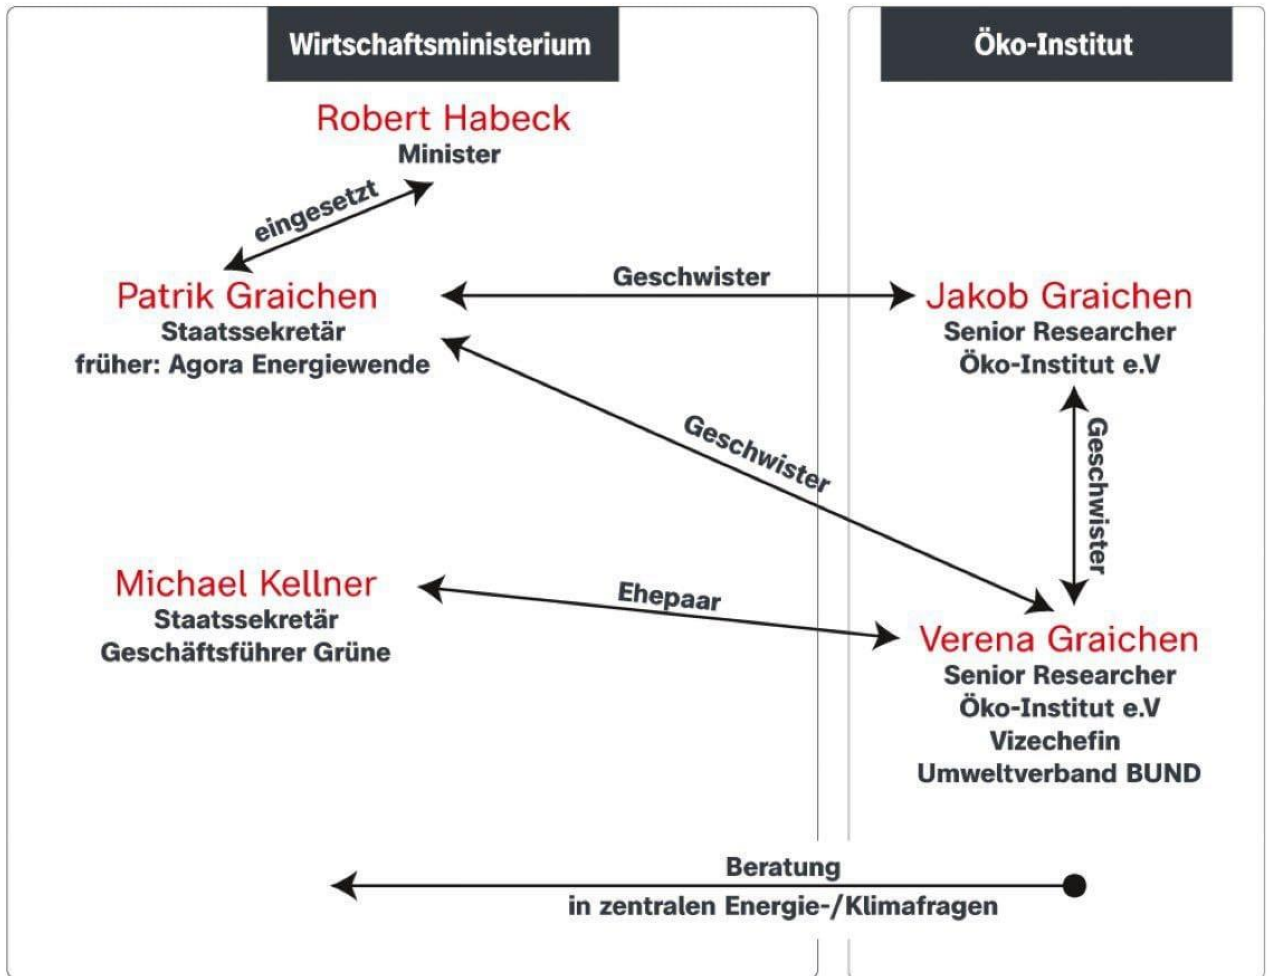 Wirtschaftsministerium
Öko-Institut
Robert Habeck
Minister
eingesetzt
Patrik Graichen
Staatssekretär
früher: Agora Energiewende
Geschwister
Jakob Graichen
Senior Researcher
Öko-Institut e.V
Geschwister
Geschwister
Michael Kellner
Staatssekretär
Geschäftsführer Grüne
Ehepaar
Verena Graichen
Senior Researcher
Öko-Institut e.V
Vizechefin
Umweltverband BUND
Beratung
in zentralen Energie-/Klimafragen